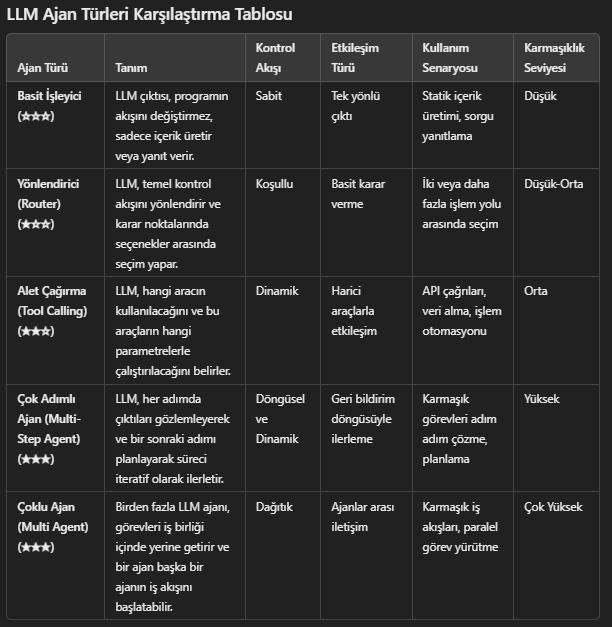 LLM Ajan Türleri Karşılaştırma Tablosu
Ajan Türü
Tanım
Kontrol
Akışı
Etkileşim
Türü
Kullanım
Senaryosu
Karmaşıklık
Seviyesi
Basit İşleyici
(☆☆☆)
LLM çıktısı, programın
akışını değiştirmez,
sadece içerik üretir
veya yanıt verir.
Sabit
Tek yönlü
çıktı
Statik içerik
üretimi, sorgu
yanıtlama
Düşük
Yönlendirici
(Router)
(★☆☆)
LLM, temel kontrol
akışını yönlendirir ve
karar noktalarında
seçenekler arasında
seçim yapar.
Koşullu
Basit karar
verme
İki veya daha
fazla işlem yolu
arasında seçim
Düşük-Orta
Alet Çağırma
(Tool Calling)
(★★☆)
LLM, hangi aracın
kullanılacağını ve bu
araçların hangi
parametrelerle
çalıştırılacağını belirler.
Dinamik
Harici
araçlarla
etkileşim
API çağrıları,
veri alma, işlem
otomasyonu
Orta
Çok Adımlı
Ajan (Multi-
Step Agent)
(★★★)
LLM, her adımda
çıktıları gözlemleyerek
ve bir sonraki adımı
planlayarak süreci
iteratif olarak ilerletir.
Döngüsel
ve
Dinamik
Geri bildirim
döngüsüyle
ilerleme
Karmaşık
görevleri adım
adım çözme,
planlama
Yüksek
Çoklu Ajan
(Multi Agent)
(★★★)
Birden fazla LLM ajanı,
görevleri iş birliği
içinde yerine getirir ve
bir ajan başka bir
ajanın iş akışını
başlatabilir.
Dağıtık
Ajanlar arası
iletişim
Karmaşık iş
akışları, paralel
görev yürütme
Çok Yüksek